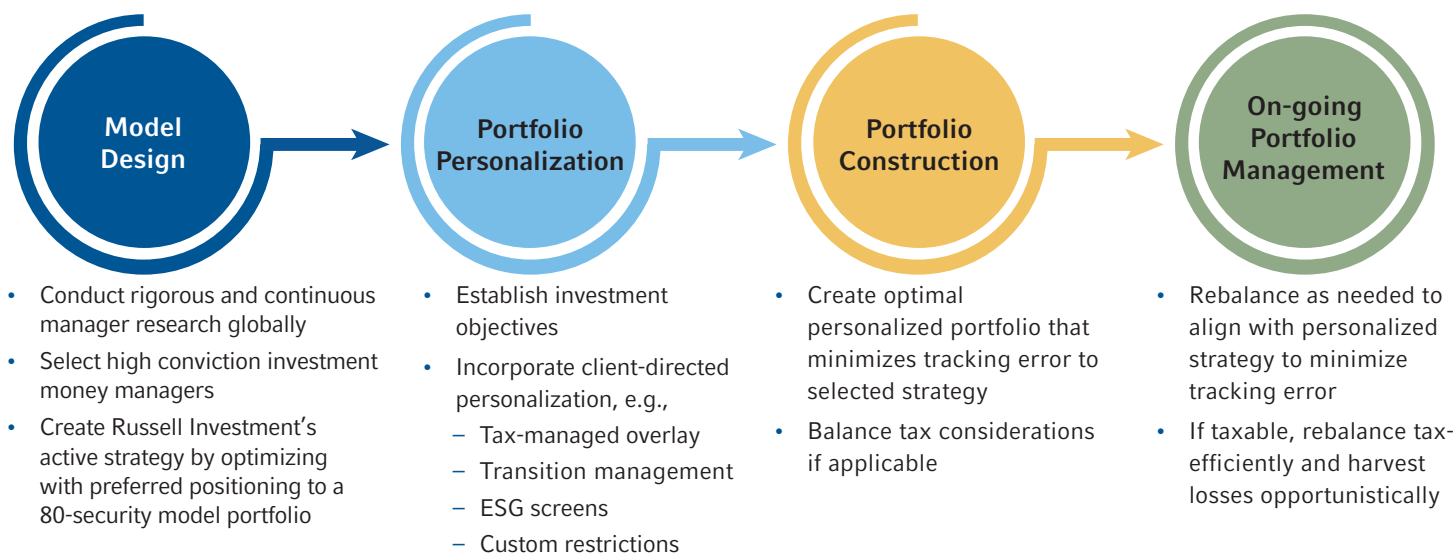 Model
Design
• Conduct rigorous and continuous
manager research globally
• Select high conviction investment
money managers
• Create Russell Investment's
active strategy by optimizing
with preferred positioning to a
80-security model portfolio
Portfolio
Personalization
• Establish investment
objectives
• Incorporate client-directed
personalization, e.g.,
– Tax-managed overlay
– Transition management
– ESG screens
– Custom restrictions
Portfolio
Construction
• Create optimal
personalized portfolio that
minimizes tracking error to
selected strategy
• Balance tax considerations
if applicable
On-going
Portfolio
Management
• Rebalance as needed to
align with personalized
strategy to minimize
tracking error
• If taxable, rebalance tax-
efficiently and harvest
losses opportunistically